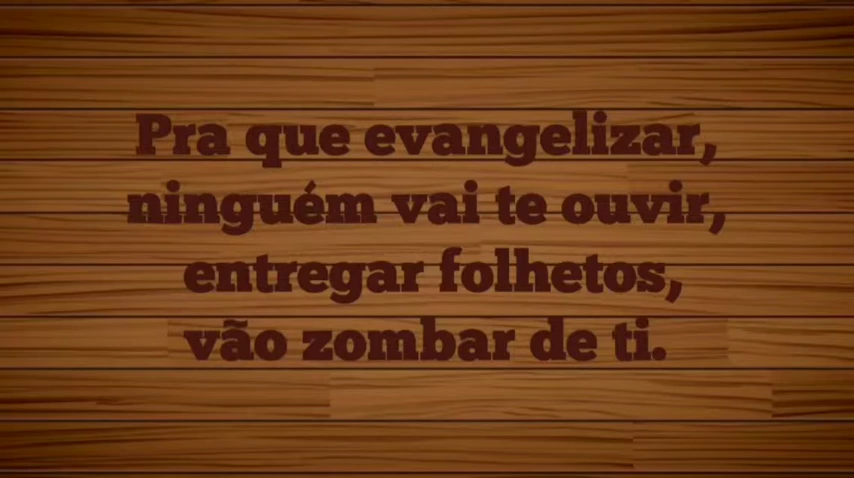 Pra que evangelizar,
ninguém vai te ouvir,
entregar folhetos,
vão zombar de ti.